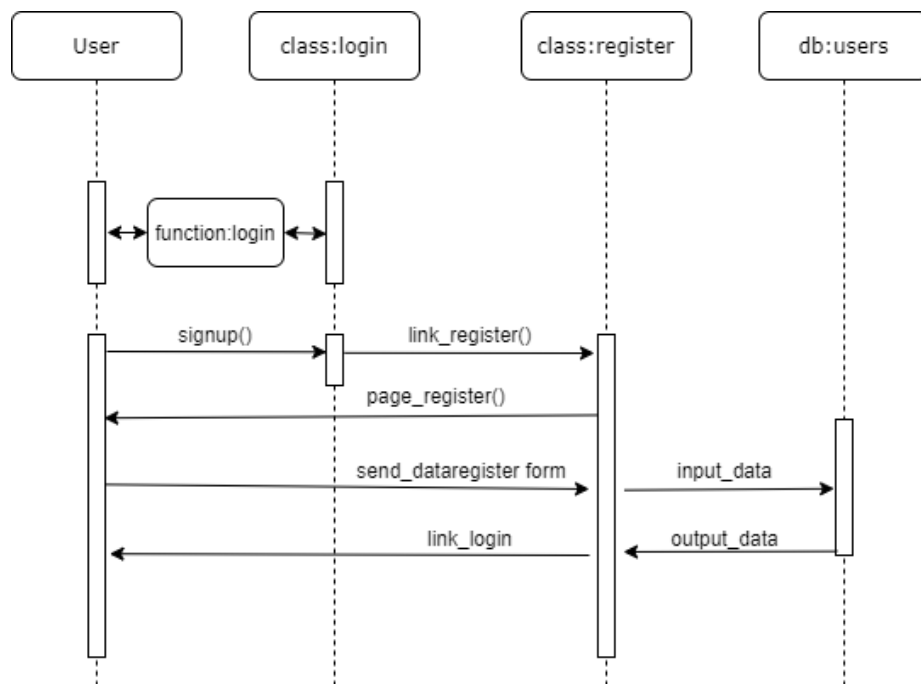 User
class:login
class:register
db:users
function:login
signup()
link_register()
page_register()
send_dataregister form
input_data
link_login
output_data